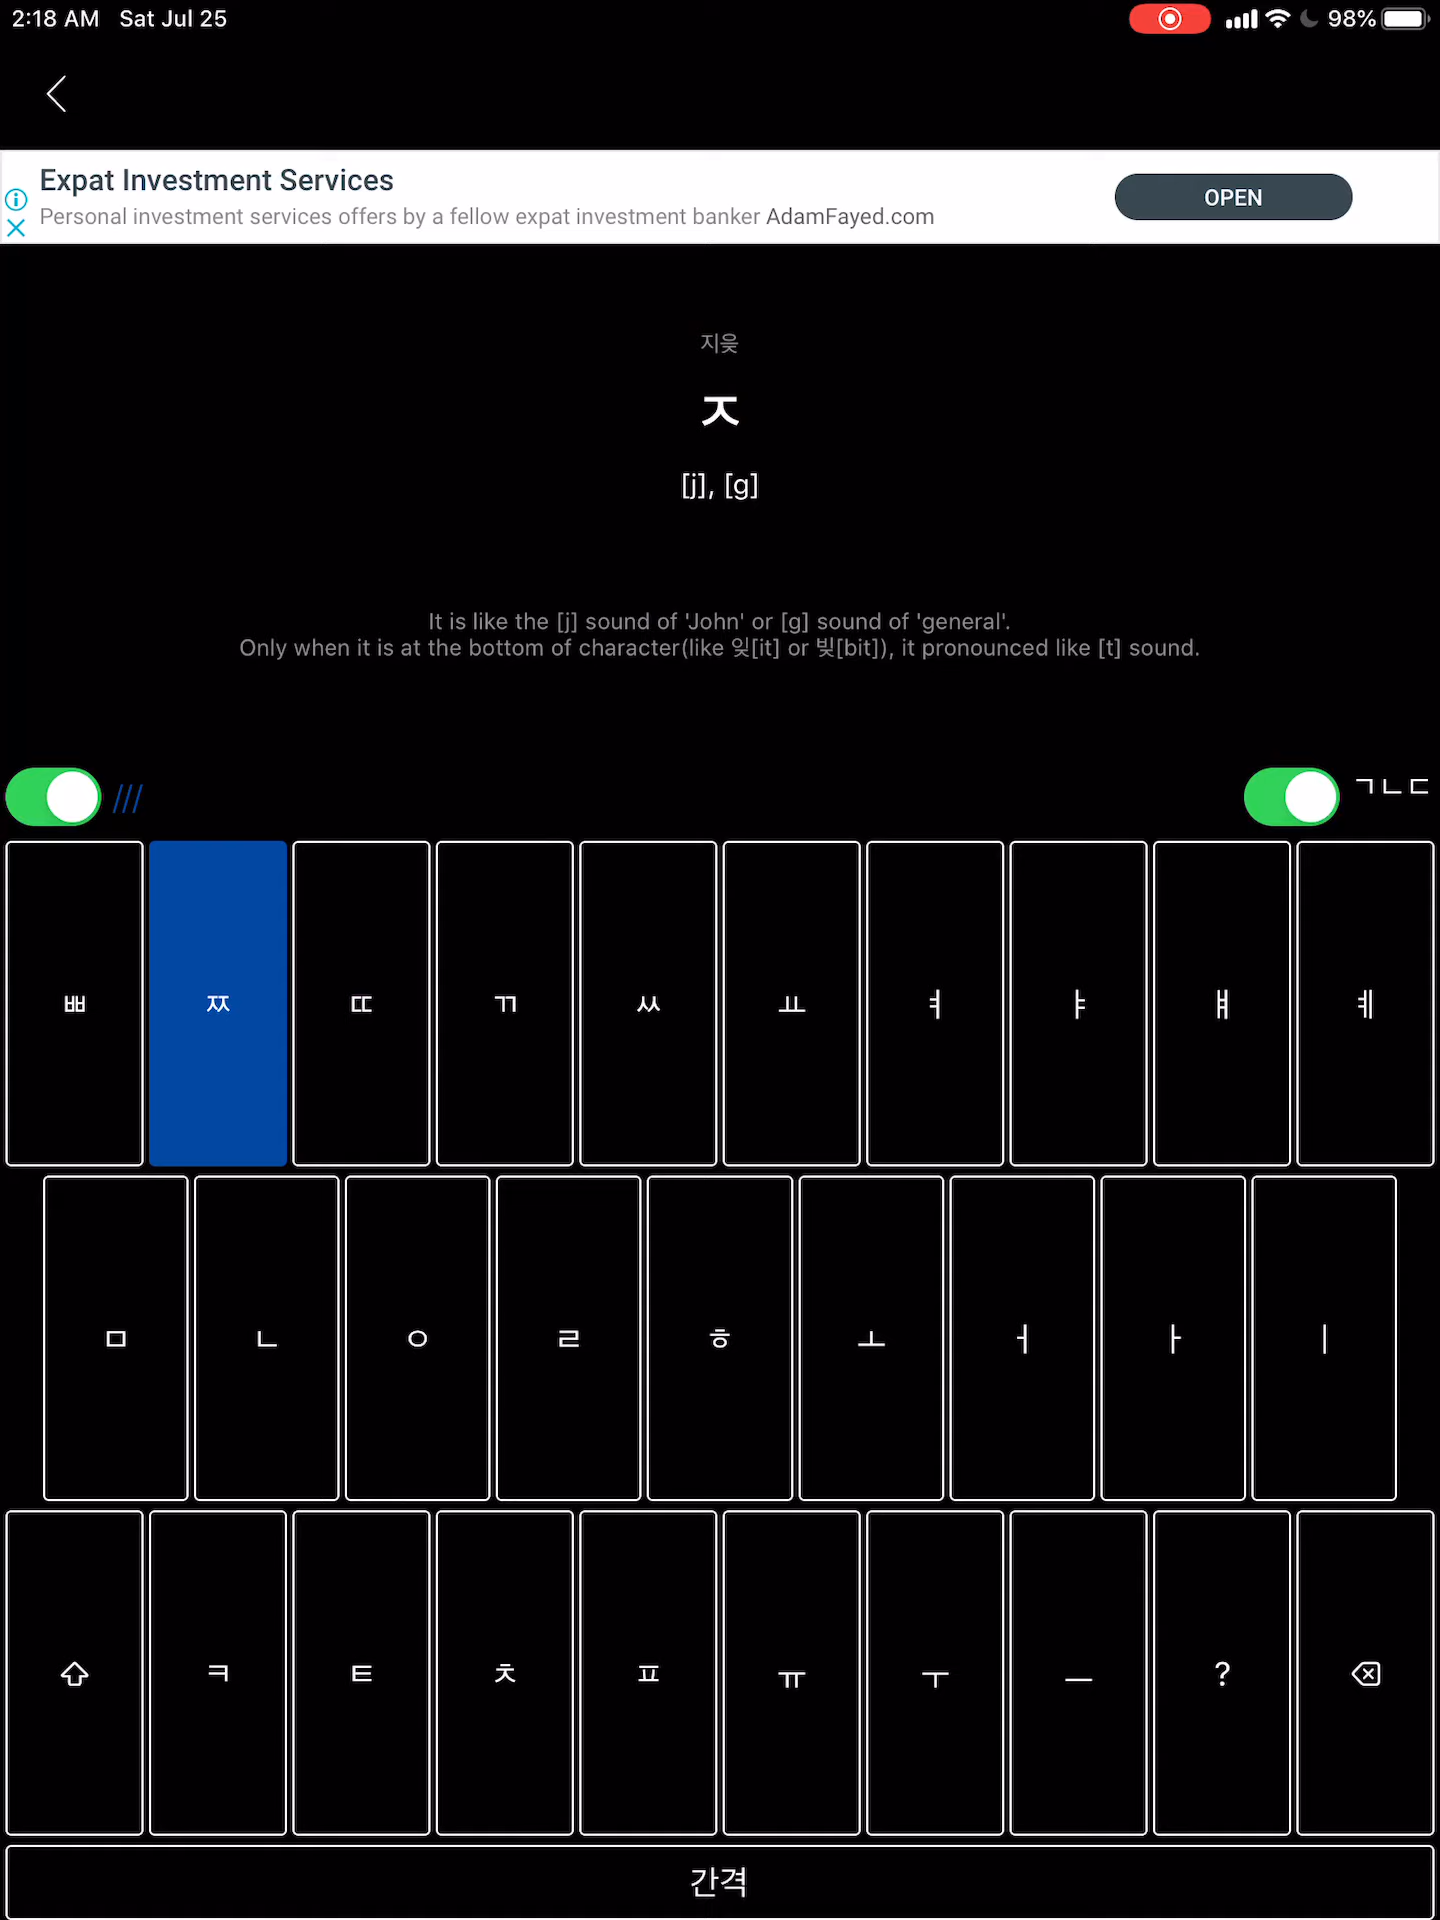 2:18 AM Sat Jul 25 98%
Expat Investment Services
Personal investment services offers by a fellow expat investment banker AdamFayed.com
OPEN
지읒
ㅈ
[j], [g]
It is like the [j] sound of 'John' or [g] sound of 'general'.
Only when it is at the bottom of character(like 잊[it] or 빚[bit]), it pronounced like [t] sound.
/// ㄱㄴㄷ
ㅃ ㅉ ㄸ ㄲ ㅆ ㅛ ㅕ ㅑ ㅒ ㅖ
ㅁ ㄴ ㅇ ㄹ ㅎ ㅗ ㅓ ㅏ ㅣ
ㅋ ㅌ ㅊ ㅍ ㅠ ㅜ ㅡ ?
간격